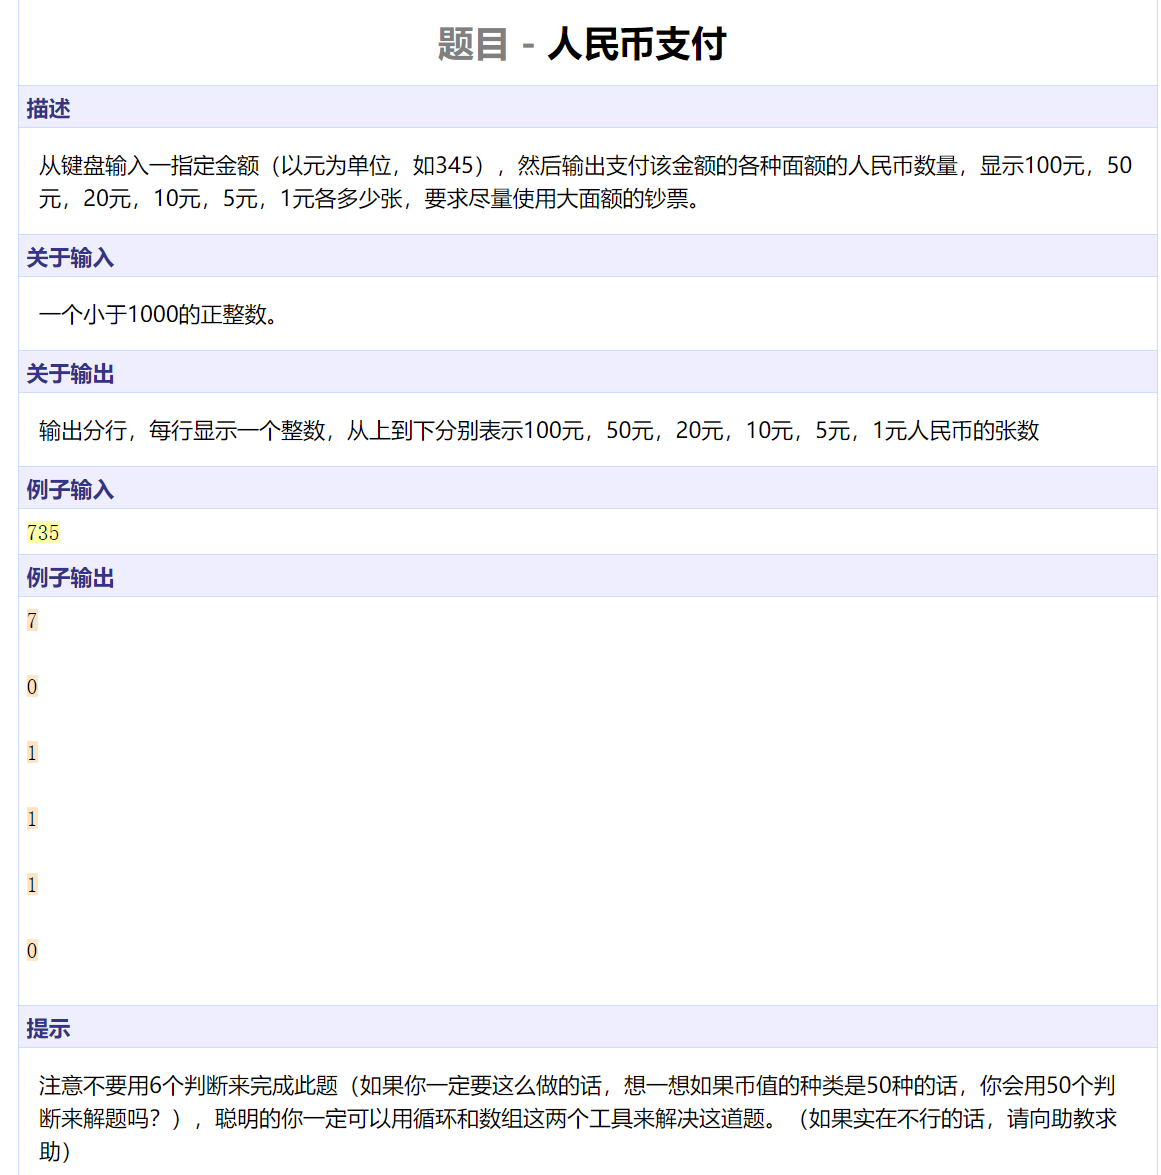 题目 - 人民币支付
描述
从键盘输入一指定金额（以元为单位，如345），然后输出支付该金额的各种面额的人民币数量，显示100元，50
元，20元，10元，5元，1元各多少张，要求尽量使用大面额的钞票。
关于输入
一个小于1000的正整数。
关于输出
输出分行，每行显示一个整数，从上到下分别表示100元，50元，20元，10元，5元，1元人民币的张数
例子输入
735
例子输出
7
0
1
1
1
0
提示
注意不要用6个判断来完成此题（如果你一定要这么做的话，想一想如果币值的种类是50种的话，你会用50个判
断来解题吗？），聪明的你一定可以用循环和数组这两个工具来解决这道题。（如果实在不行的话，请向助教求
助）